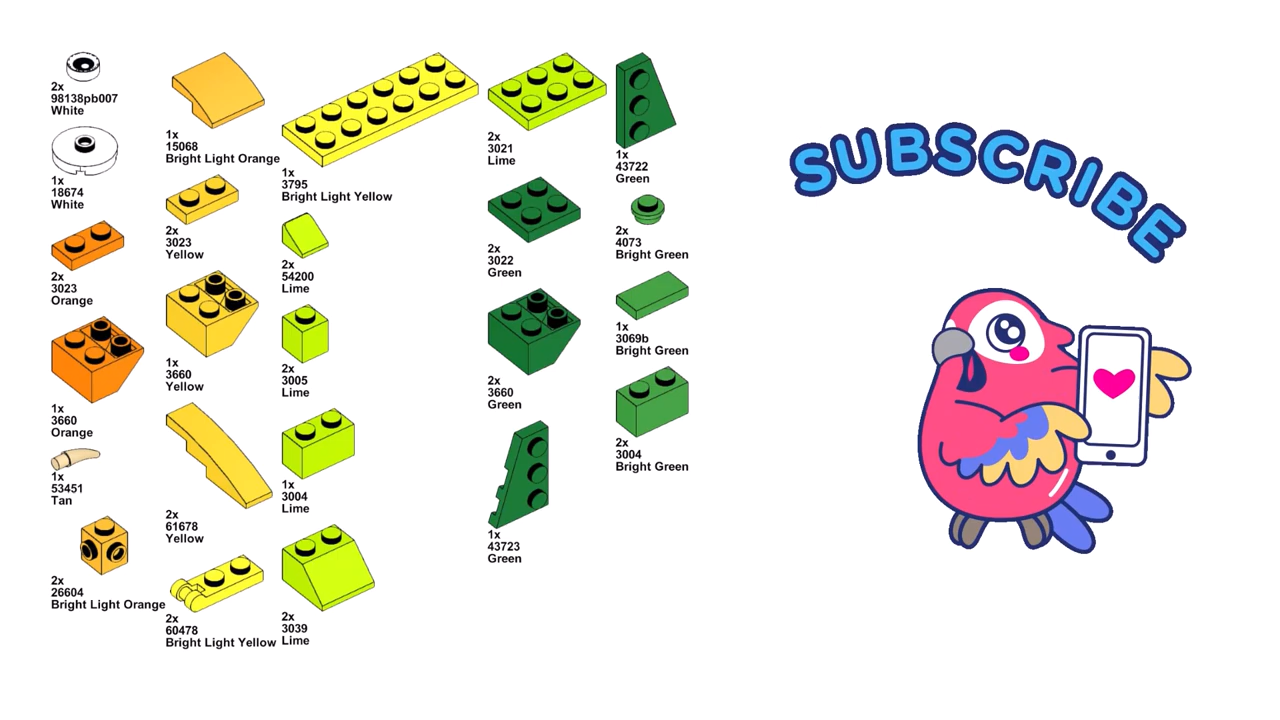 2x
98138pb007
White
1x
18674
White
2x
3023
Orange
1x
3660
Orange
1x
53451
Tan
2x
26604
Bright Light Orange
1x
15068
Bright Light Orange
2x
3023
Yellow
1x
3660
Yellow
2x
61678
Yellow
2x
60478
Bright Light Yellow
1x
3795
Bright Light Yellow
2x
54200
Lime
2x
3005
Lime
1x
3004
Lime
2x
3039
Lime
2x
3021
Lime
2x
3022
Green
2x
3660
Green
1x
43723
Green
1x
43722
Green
2x
4073
Bright Green
1x
3069b
Bright Green
2x
3004
Bright Green
SUBSCRIBE